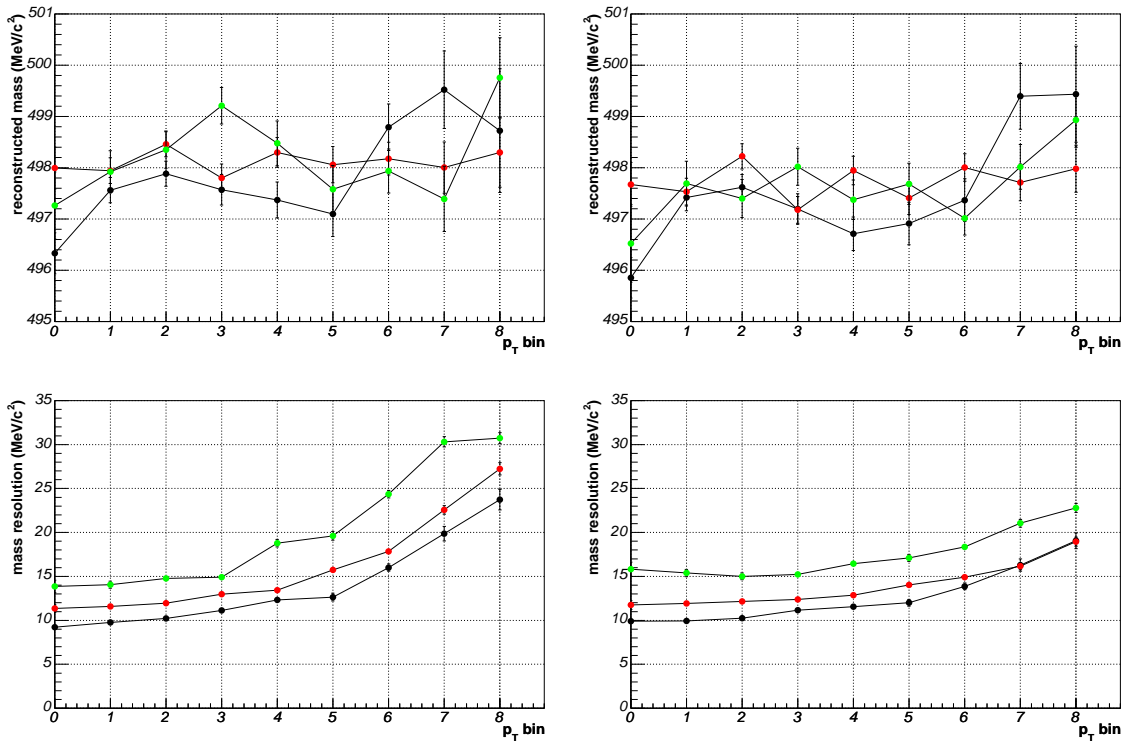 reconstructed mass (MeV/c²)
501
500
499
498
497
496
495
0 1 2 3 4 5 6 7 8
p_T bin
reconstructed mass (MeV/c²)
501
500
499
498
497
496
495
0 1 2 3 4 5 6 7 8
p_T bin
mass resolution (MeV/c²)
35
30
25
20
15
10
5
0
0 1 2 3 4 5 6 7 8
p_T bin
mass resolution (MeV/c²)
35
30
25
20
15
10
5
0
0 1 2 3 4 5 6 7 8
p_T bin